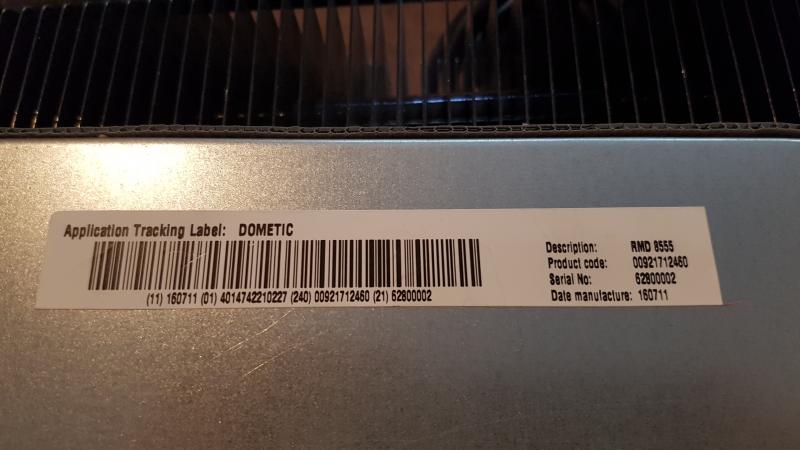 Application Tracking Label: DOMETIC
(11) 160711 (01) 4014742210227 (240) 00921712460 (21) 62800002
Description: RMD 8555
Product code: 00921712460
Serial No: 62800002
Date manufacture: 160711